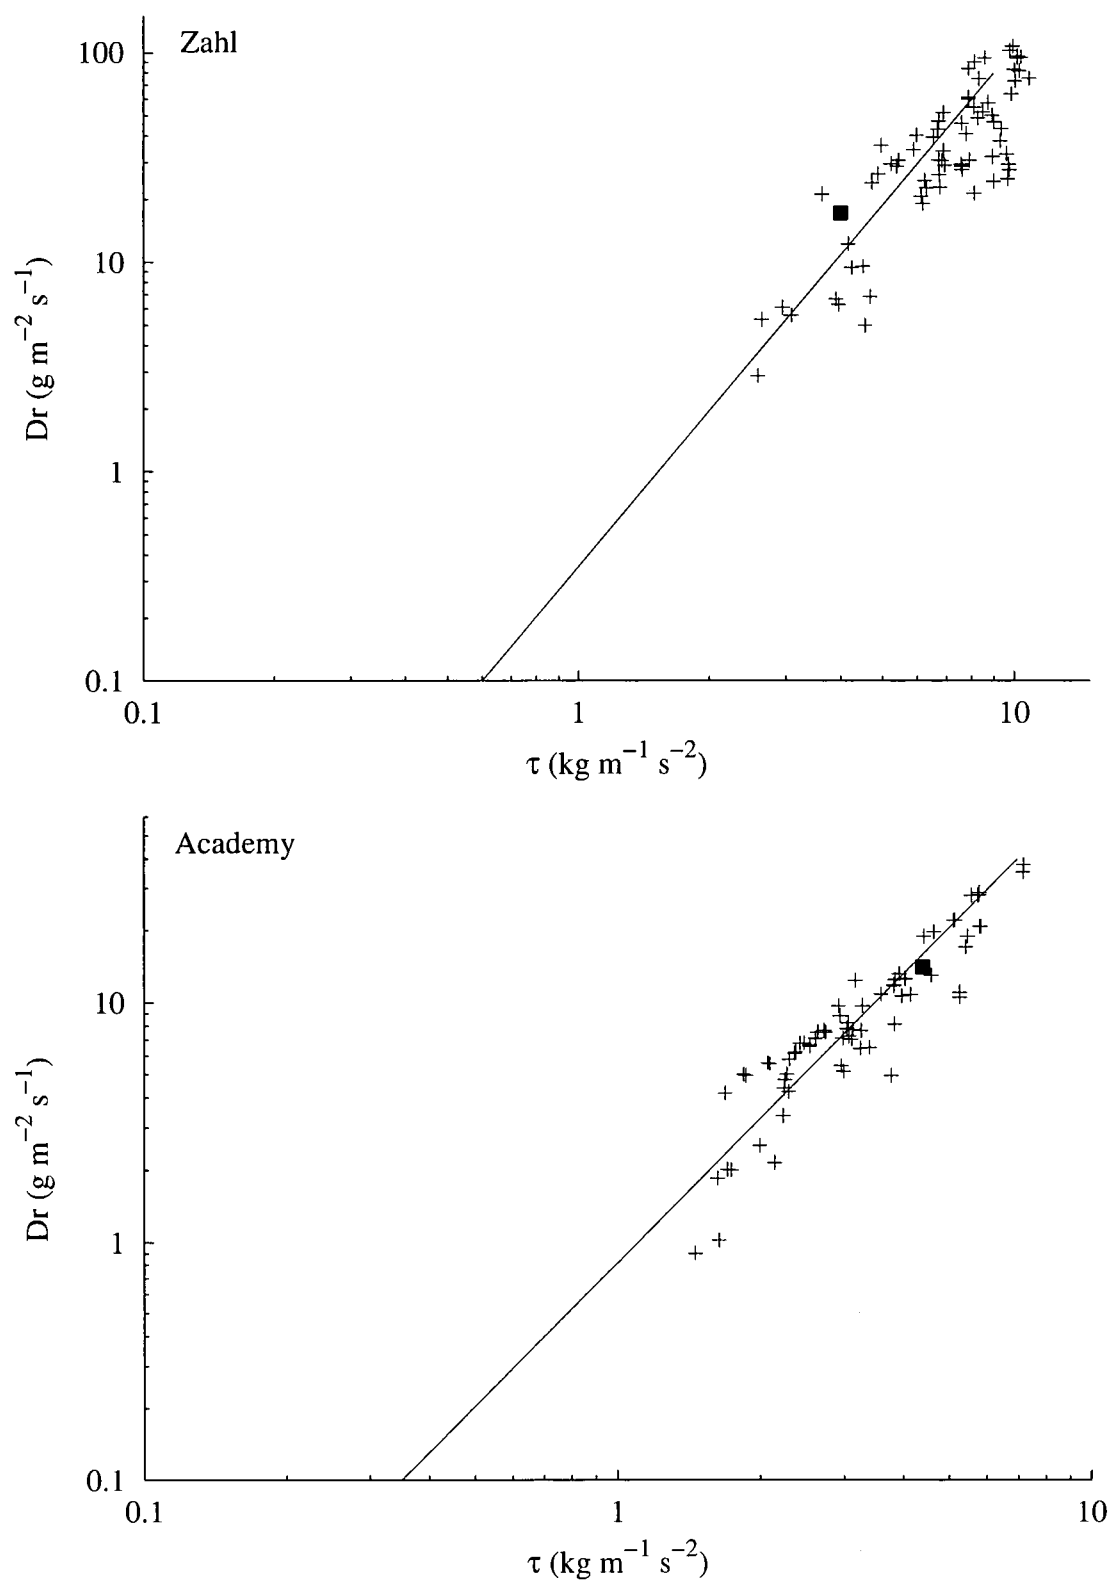 Zahl
100
10
1
0.1
Dr (g m⁻² s⁻¹)
0.1 1 10
τ (kg m⁻¹ s⁻²)
Academy
10
1
0.1
Dr (g m⁻² s⁻¹)
0.1 1 10
τ (kg m⁻¹ s⁻²)